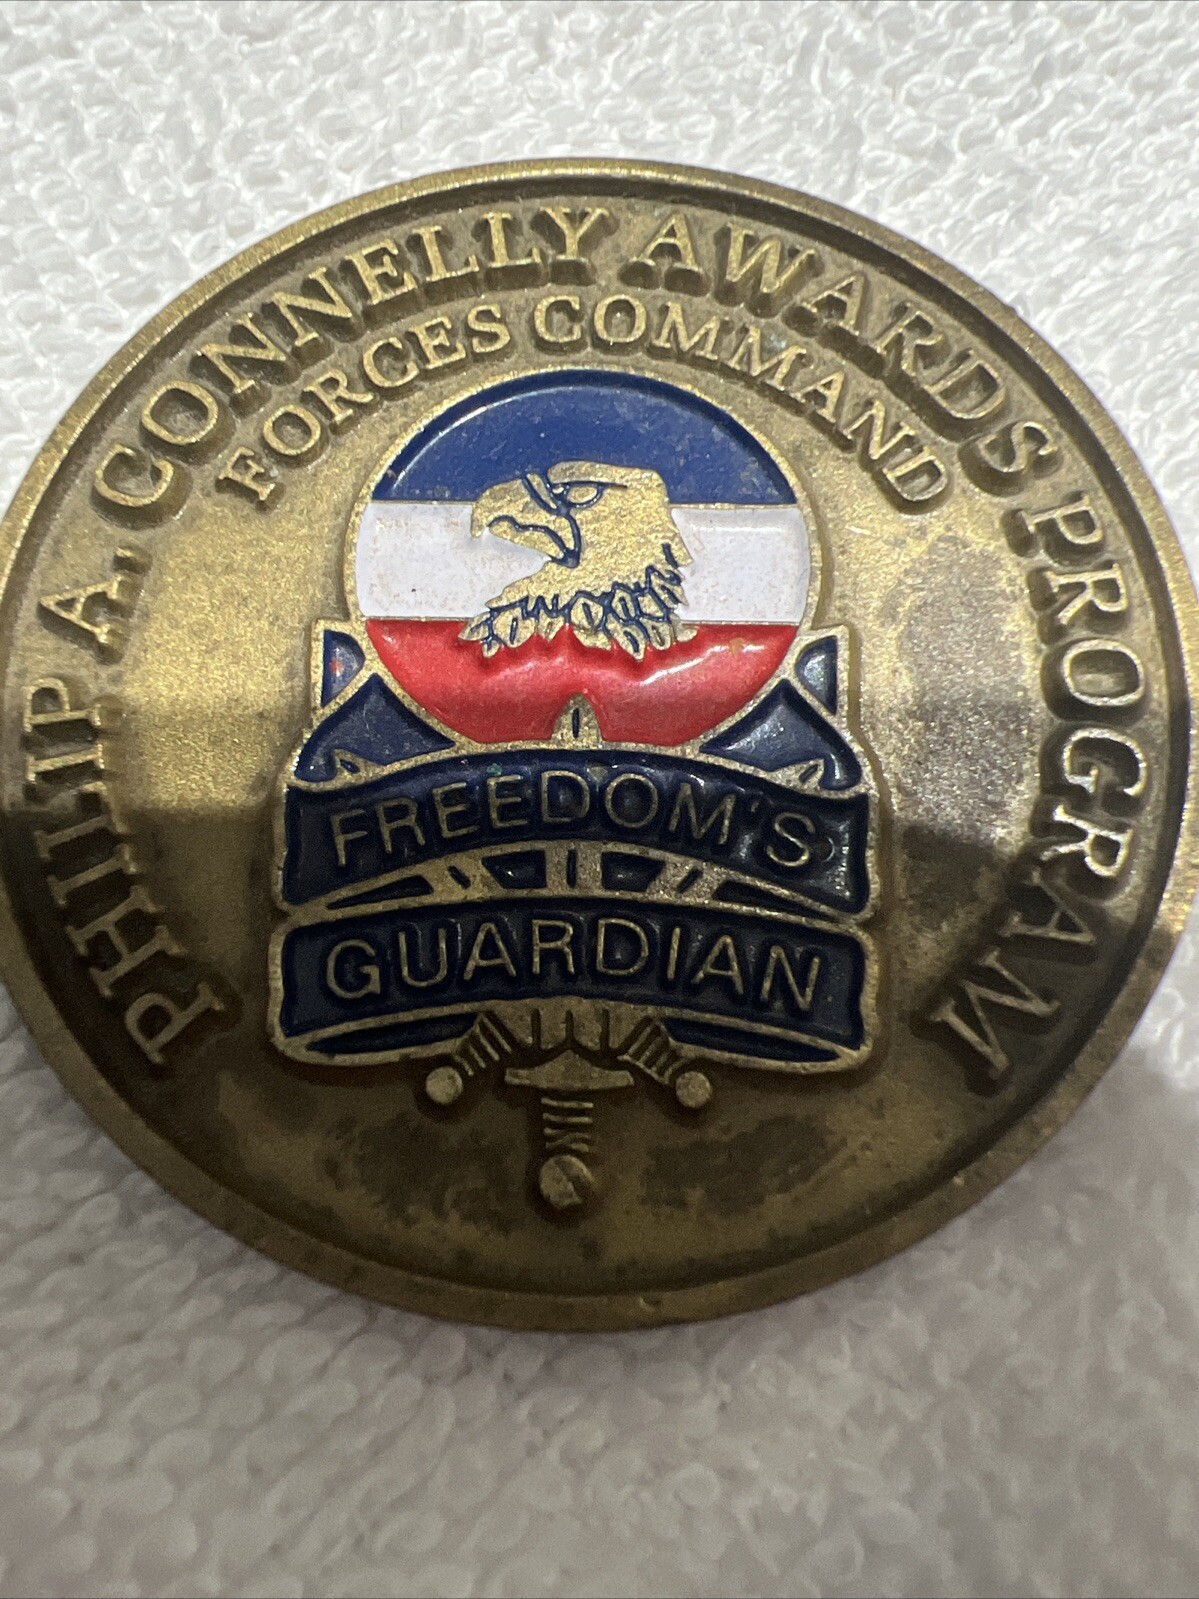 PHILIP A. CONNELLY AWARDS PROGRAM
FORCES COMMAND
FREEDOM'S
GUARDIAN